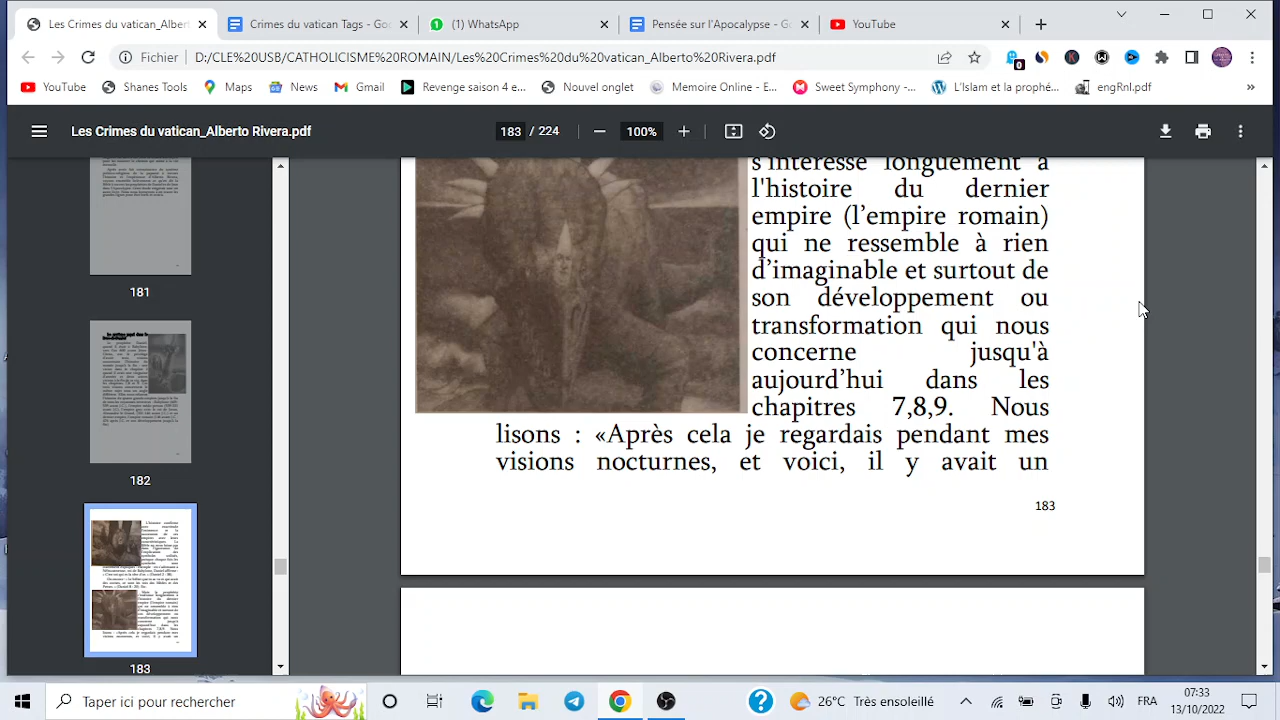 Les Crimes du vatican_Albert
Crimes du vatican Tags - Goo
(1) WhatsApp
Pensée sur l'Apocalypse - Go
YouTube
Fichier
D:/CLE%20USB/CATHOLICISME%20ROMAIN/Les%20Crimes%20du%20vatican_Alberto%20Rivera.pdf
0
YouTube
Shanes Tools
Maps
News
Gmail
Revenge saison 4 e...
Nouvel onglet
Memoire Online - E...
Sweet Symphony -...
L'Islam et la prophé...
engRnl.pdf
»
Les Crimes du vatican_Alberto Rivera.pdf
183 / 224
100%
181
182
183
s'intéresse longuement à
l'histoire du dernier
empire (l'empire romain)
qui ne ressemble à rien
d'imaginable et surtout de
son développement ou
transformation qui nous
concerne jusqu'à
aujourd'hui dans les
chapitres 7,8,9. Nous
lisons : «Après cela je regardais pendant mes
visions nocturnes, et voici, il y avait un
183
Taper ici pour rechercher
26°C Très ensoleillé
FRA
07:33
13/10/2022